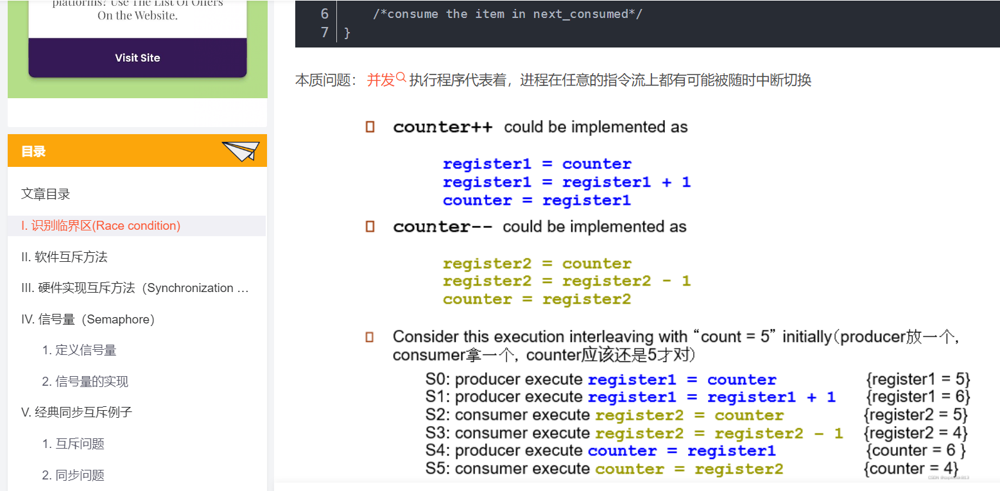 platforms? Use The List Of Offers
On the Website.
Visit Site
目录
文章目录
I. 识别临界区(Race condition)
II. 软件互斥方法
III. 硬件实现互斥方法（Synchronization …
IV. 信号量（Semaphore）
1. 定义信号量
2. 信号量的实现
V. 经典同步互斥例子
1. 互斥问题
2. 同步问题
6 /*consume the item in next_consumed*/
7 }
本质问题： 并发 执行程序代表着，进程在任意的指令流上都有可能被随时中断切换
counter++ could be implemented as
register1 = counter
register1 = register1 + 1
counter = register1
counter-- could be implemented as
register2 = counter
register2 = register2 - 1
counter = register2
Consider this execution interleaving with “count = 5” initially(producer放一个,
consumer拿一个, counter应该还是5才对)
S0: producer execute register1 = counter {register1 = 5}
S1: producer execute register1 = register1 + 1 {register1 = 6}
S2: consumer execute register2 = counter {register2 = 5}
S3: consumer execute register2 = register2 - 1 {register2 = 4}
S4: producer execute counter = register1 {counter = 6 }
S5: consumer execute counter = register2 {counter = 4}